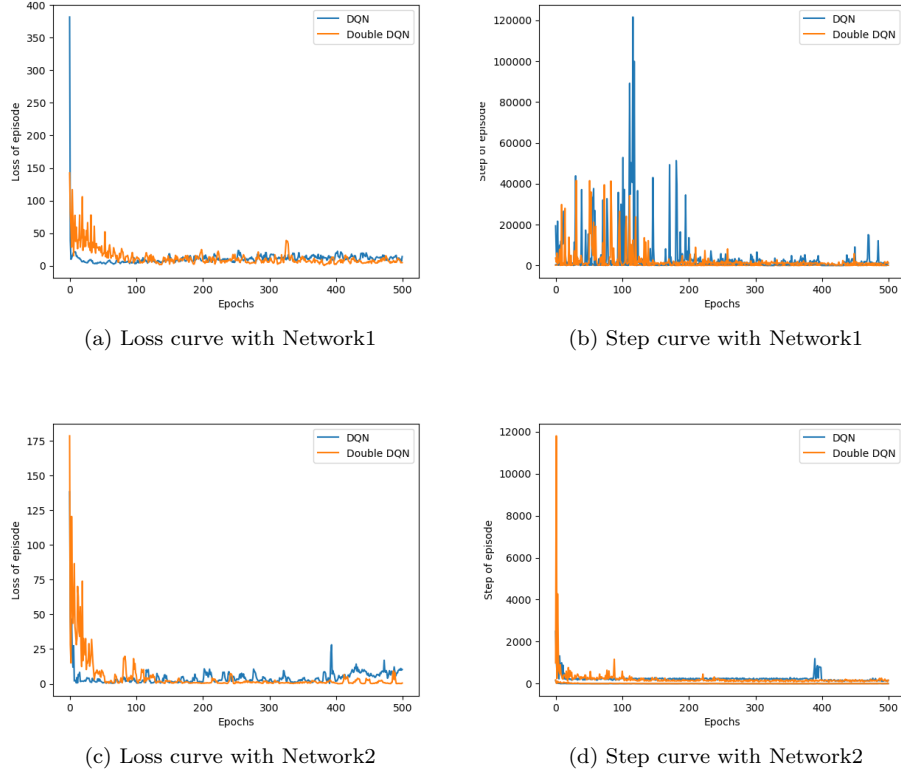 400
350
300
250
200
150
100
50
0
Loss of episode
0 100 200 300 400 500
Epochs
DQN
Double DQN
(a) Loss curve with Network1
120000
100000
80000
60000
40000
20000
0
Step of episode
0 100 200 300 400 500
Epochs
DQN
Double DQN
(b) Step curve with Network1
175
150
125
100
75
50
25
0
Loss of episode
0 100 200 300 400 500
Epochs
DQN
Double DQN
(c) Loss curve with Network2
12000
10000
8000
6000
4000
2000
0
Step of episode
0 100 200 300 400 500
Epochs
DQN
Double DQN
(d) Step curve with Network2